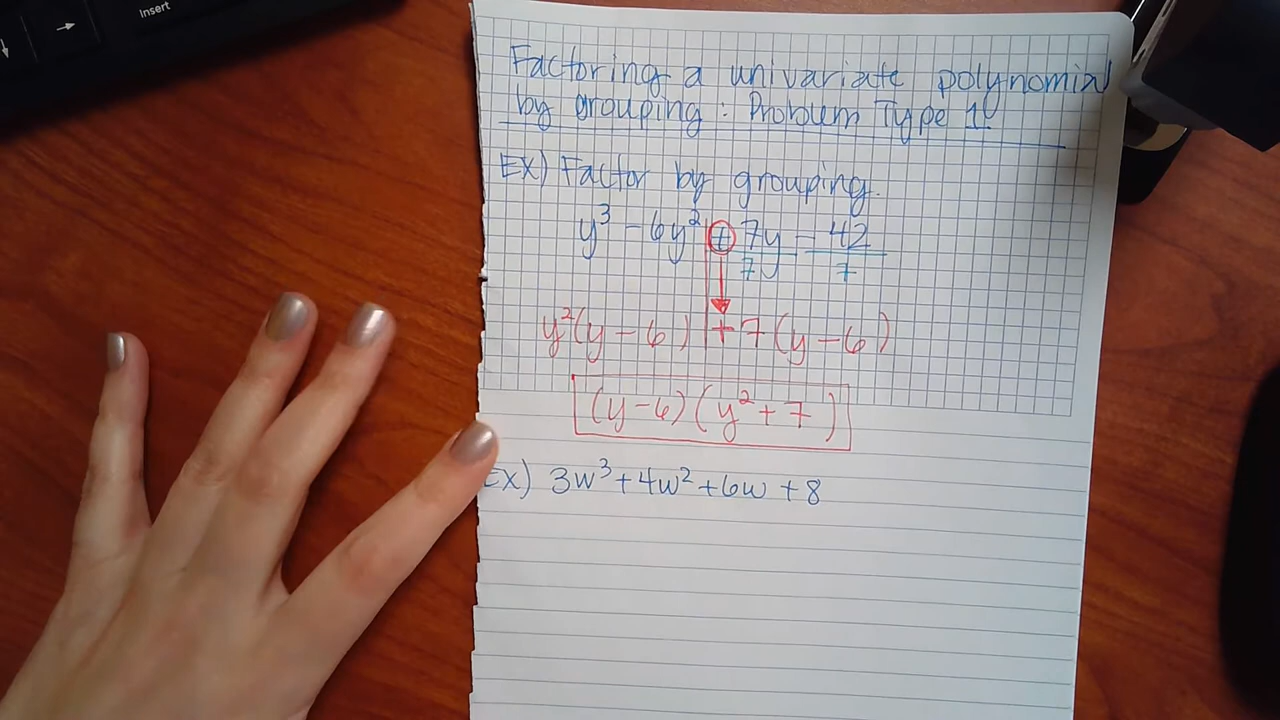 Insert
Factoring a univariate polynomial
by grouping: Problem Type 1
EX) Factor by grouping.
y³ - 6y² + 7y - 42
7y 7
y²(y - 6) + 7(y - 6)
(y-6)(y² + 7)
Ex) 3w³ + 4w² + 6w + 8